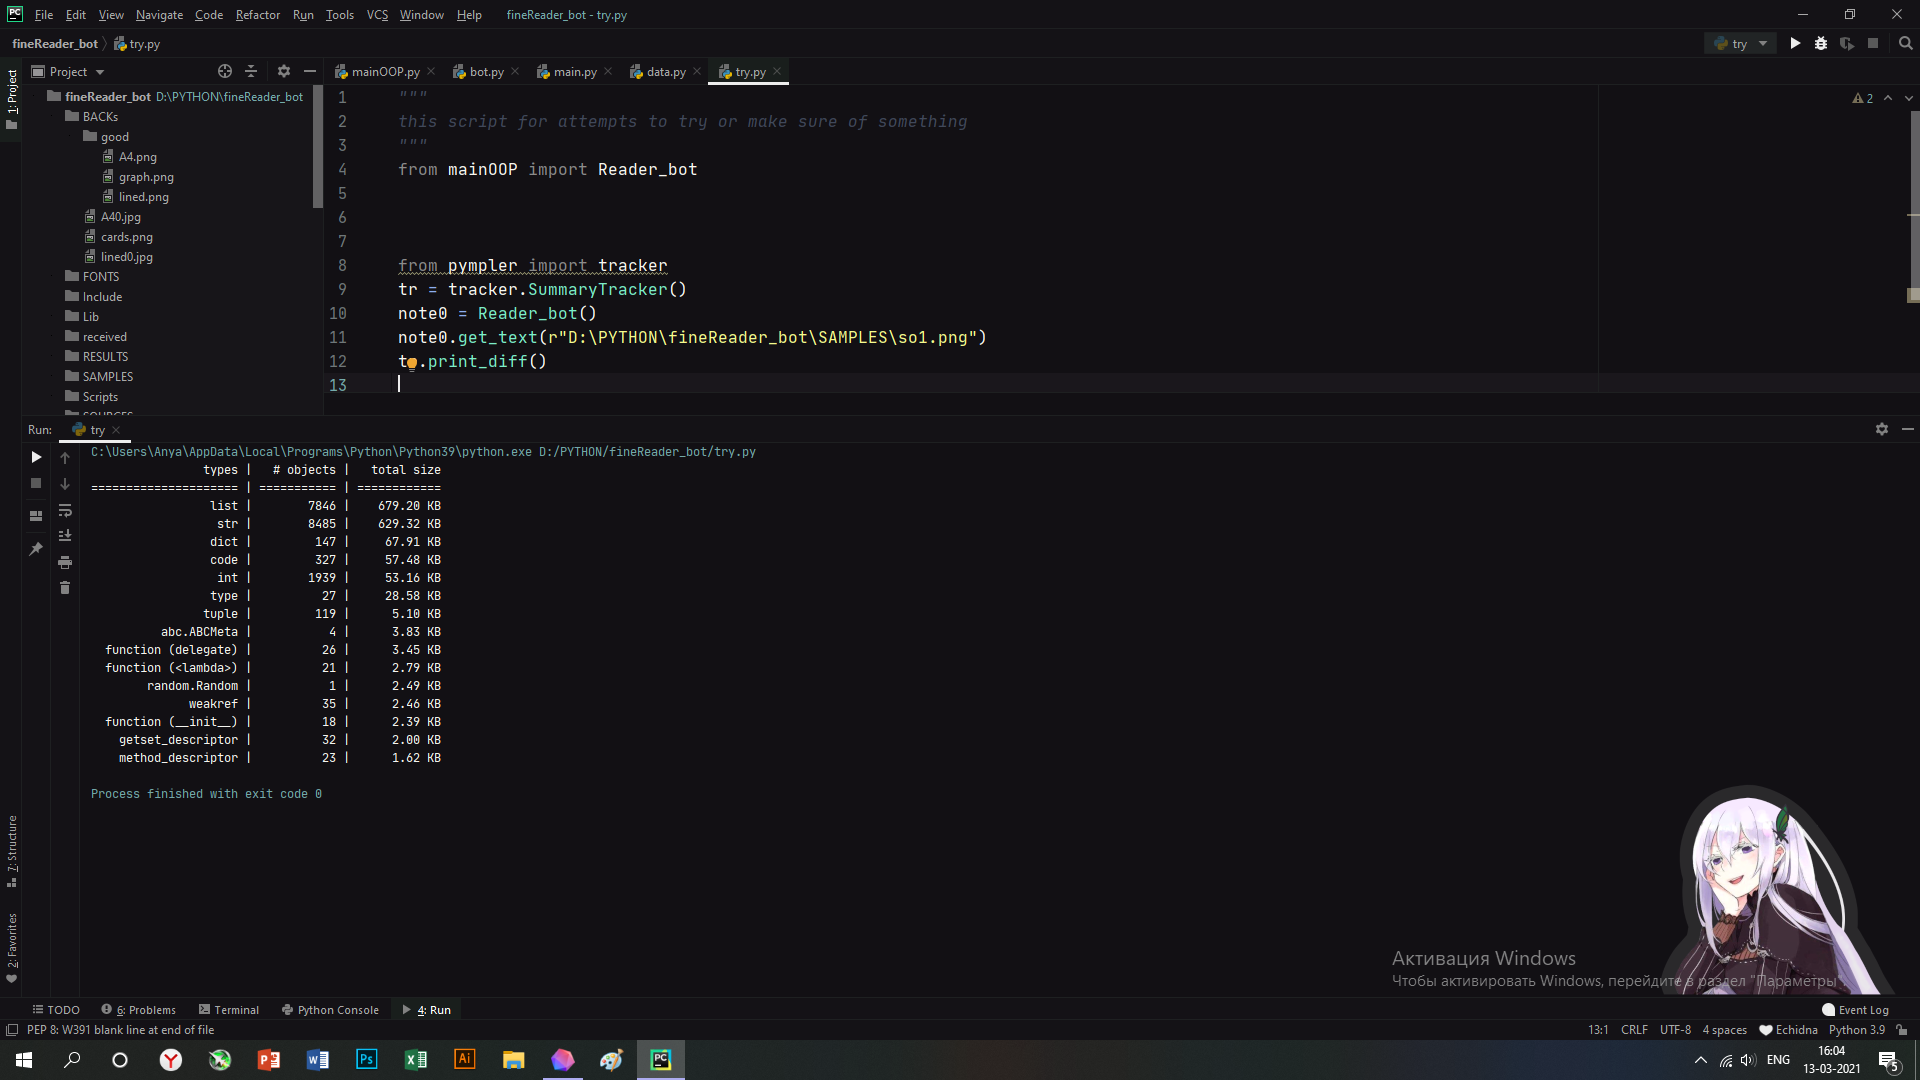 File Edit View Navigate Code Refactor Run Tools VCS Window Help fineReader_bot - try.py
fineReader_bot try.py try
1: Project
Project
mainOOP.py bot.py main.py data.py try.py
fineReader_bot D:\PYTHON\fineReader_bot
BACKs
good
A4.png
graph.png
lined.png
A40.jpg
cards.png
lined0.jpg
FONTS
Include
Lib
received
RESULTS
SAMPLES
Scripts
SOURCES
1 """
2 this script for attempts to try or make sure of something
3 """
4 from mainOOP import Reader_bot
5
6
7
8 from pympler import tracker
9 tr = tracker.SummaryTracker()
10 note0 = Reader_bot()
11 note0.get_text(r"D:\PYTHON\fineReader_bot\SAMPLES\so1.png")
12 t .print_diff()
13
2
Run: try
C:\Users\Anya\AppData\Local\Programs\Python\Python39\python.exe D:/PYTHON/fineReader_bot/try.py
types | # objects | total size
===================== | =========== | ============
list | 7846 | 679.20 KB
str | 8485 | 629.32 KB
dict | 147 | 67.91 KB
code | 327 | 57.48 KB
int | 1939 | 53.16 KB
type | 27 | 28.58 KB
tuple | 119 | 5.10 KB
abc.ABCMeta | 4 | 3.83 KB
function (delegate) | 26 | 3.45 KB
function (<lambda>) | 21 | 2.79 KB
random.Random | 1 | 2.49 KB
weakref | 35 | 2.46 KB
function (__init__) | 18 | 2.39 KB
getset_descriptor | 32 | 2.00 KB
method_descriptor | 23 | 1.62 KB
Process finished with exit code 0
7: Structure
2: Favorites
Активация Windows
Чтобы активировать Windows, перейдите в раздел "Параметры".
TODO 6: Problems Terminal Python Console 4: Run Event Log
PEP 8: W391 blank line at end of file 13:1 CRLF UTF-8 4 spaces Echidna Python 3.9
ENG 16:04
13-03-2021
5